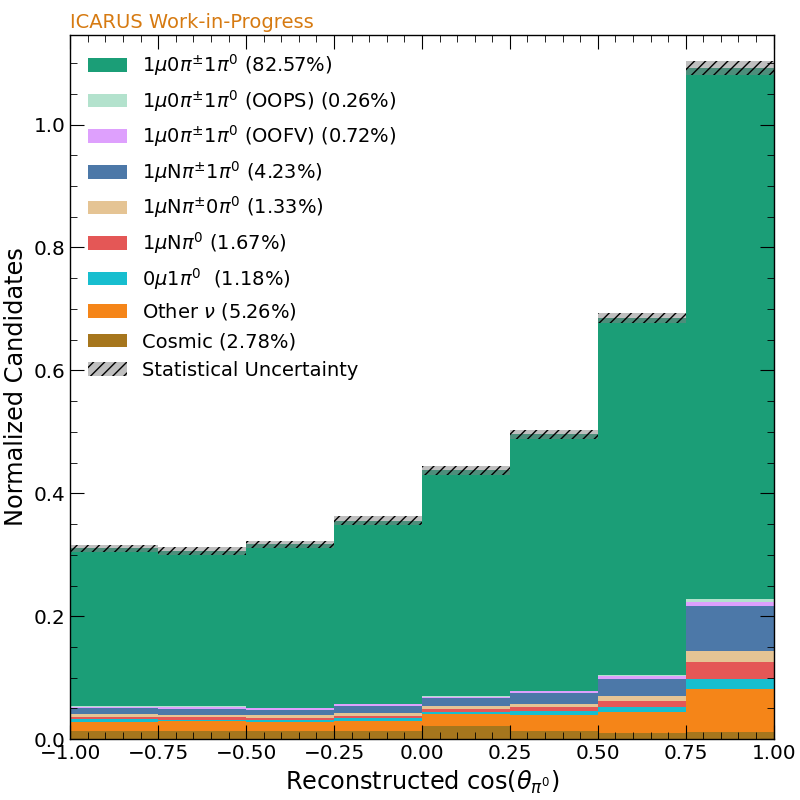 ICARUS Work-in-Progress
1μ0π±1π⁰ (82.57%)
1μ0π±1π⁰ (OOPS) (0.26%)
1μ0π±1π⁰ (OOFV) (0.72%)
1μNπ±1π⁰ (4.23%)
1μNπ±0π⁰ (1.33%)
1μNπ⁰ (1.67%)
0μ1π⁰ (1.18%)
Other ν (5.26%)
Cosmic (2.78%)
Statistical Uncertainty
Normalized Candidates
1.0
0.8
0.6
0.4
0.2
0.0
−1.00 −0.75 −0.50 −0.25 0.00 0.25 0.50 0.75 1.00
Reconstructed cos(θπ⁰)